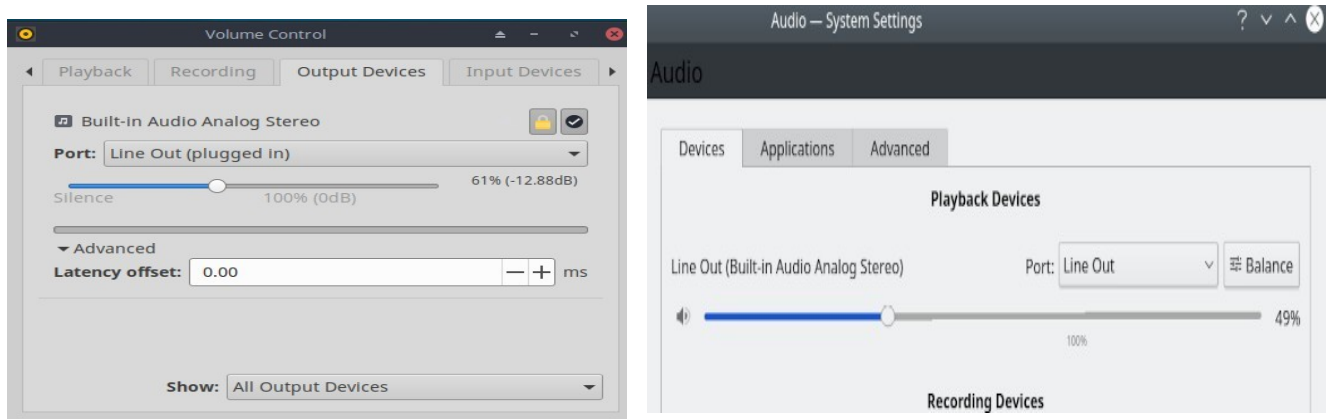 Volume Control
Playback Recording Output Devices Input Devices
Built-in Audio Analog Stereo
Port: Line Out (plugged in)
61% (-12.88dB)
Silence 100% (0dB)
Advanced
Latency offset: 0.00 ms
Show: All Output Devices
Audio — System Settings
Audio
Devices Applications Advanced
Playback Devices
Line Out (Built-in Audio Analog Stereo) Port: Line Out Balance
49%
100%
Recording Devices